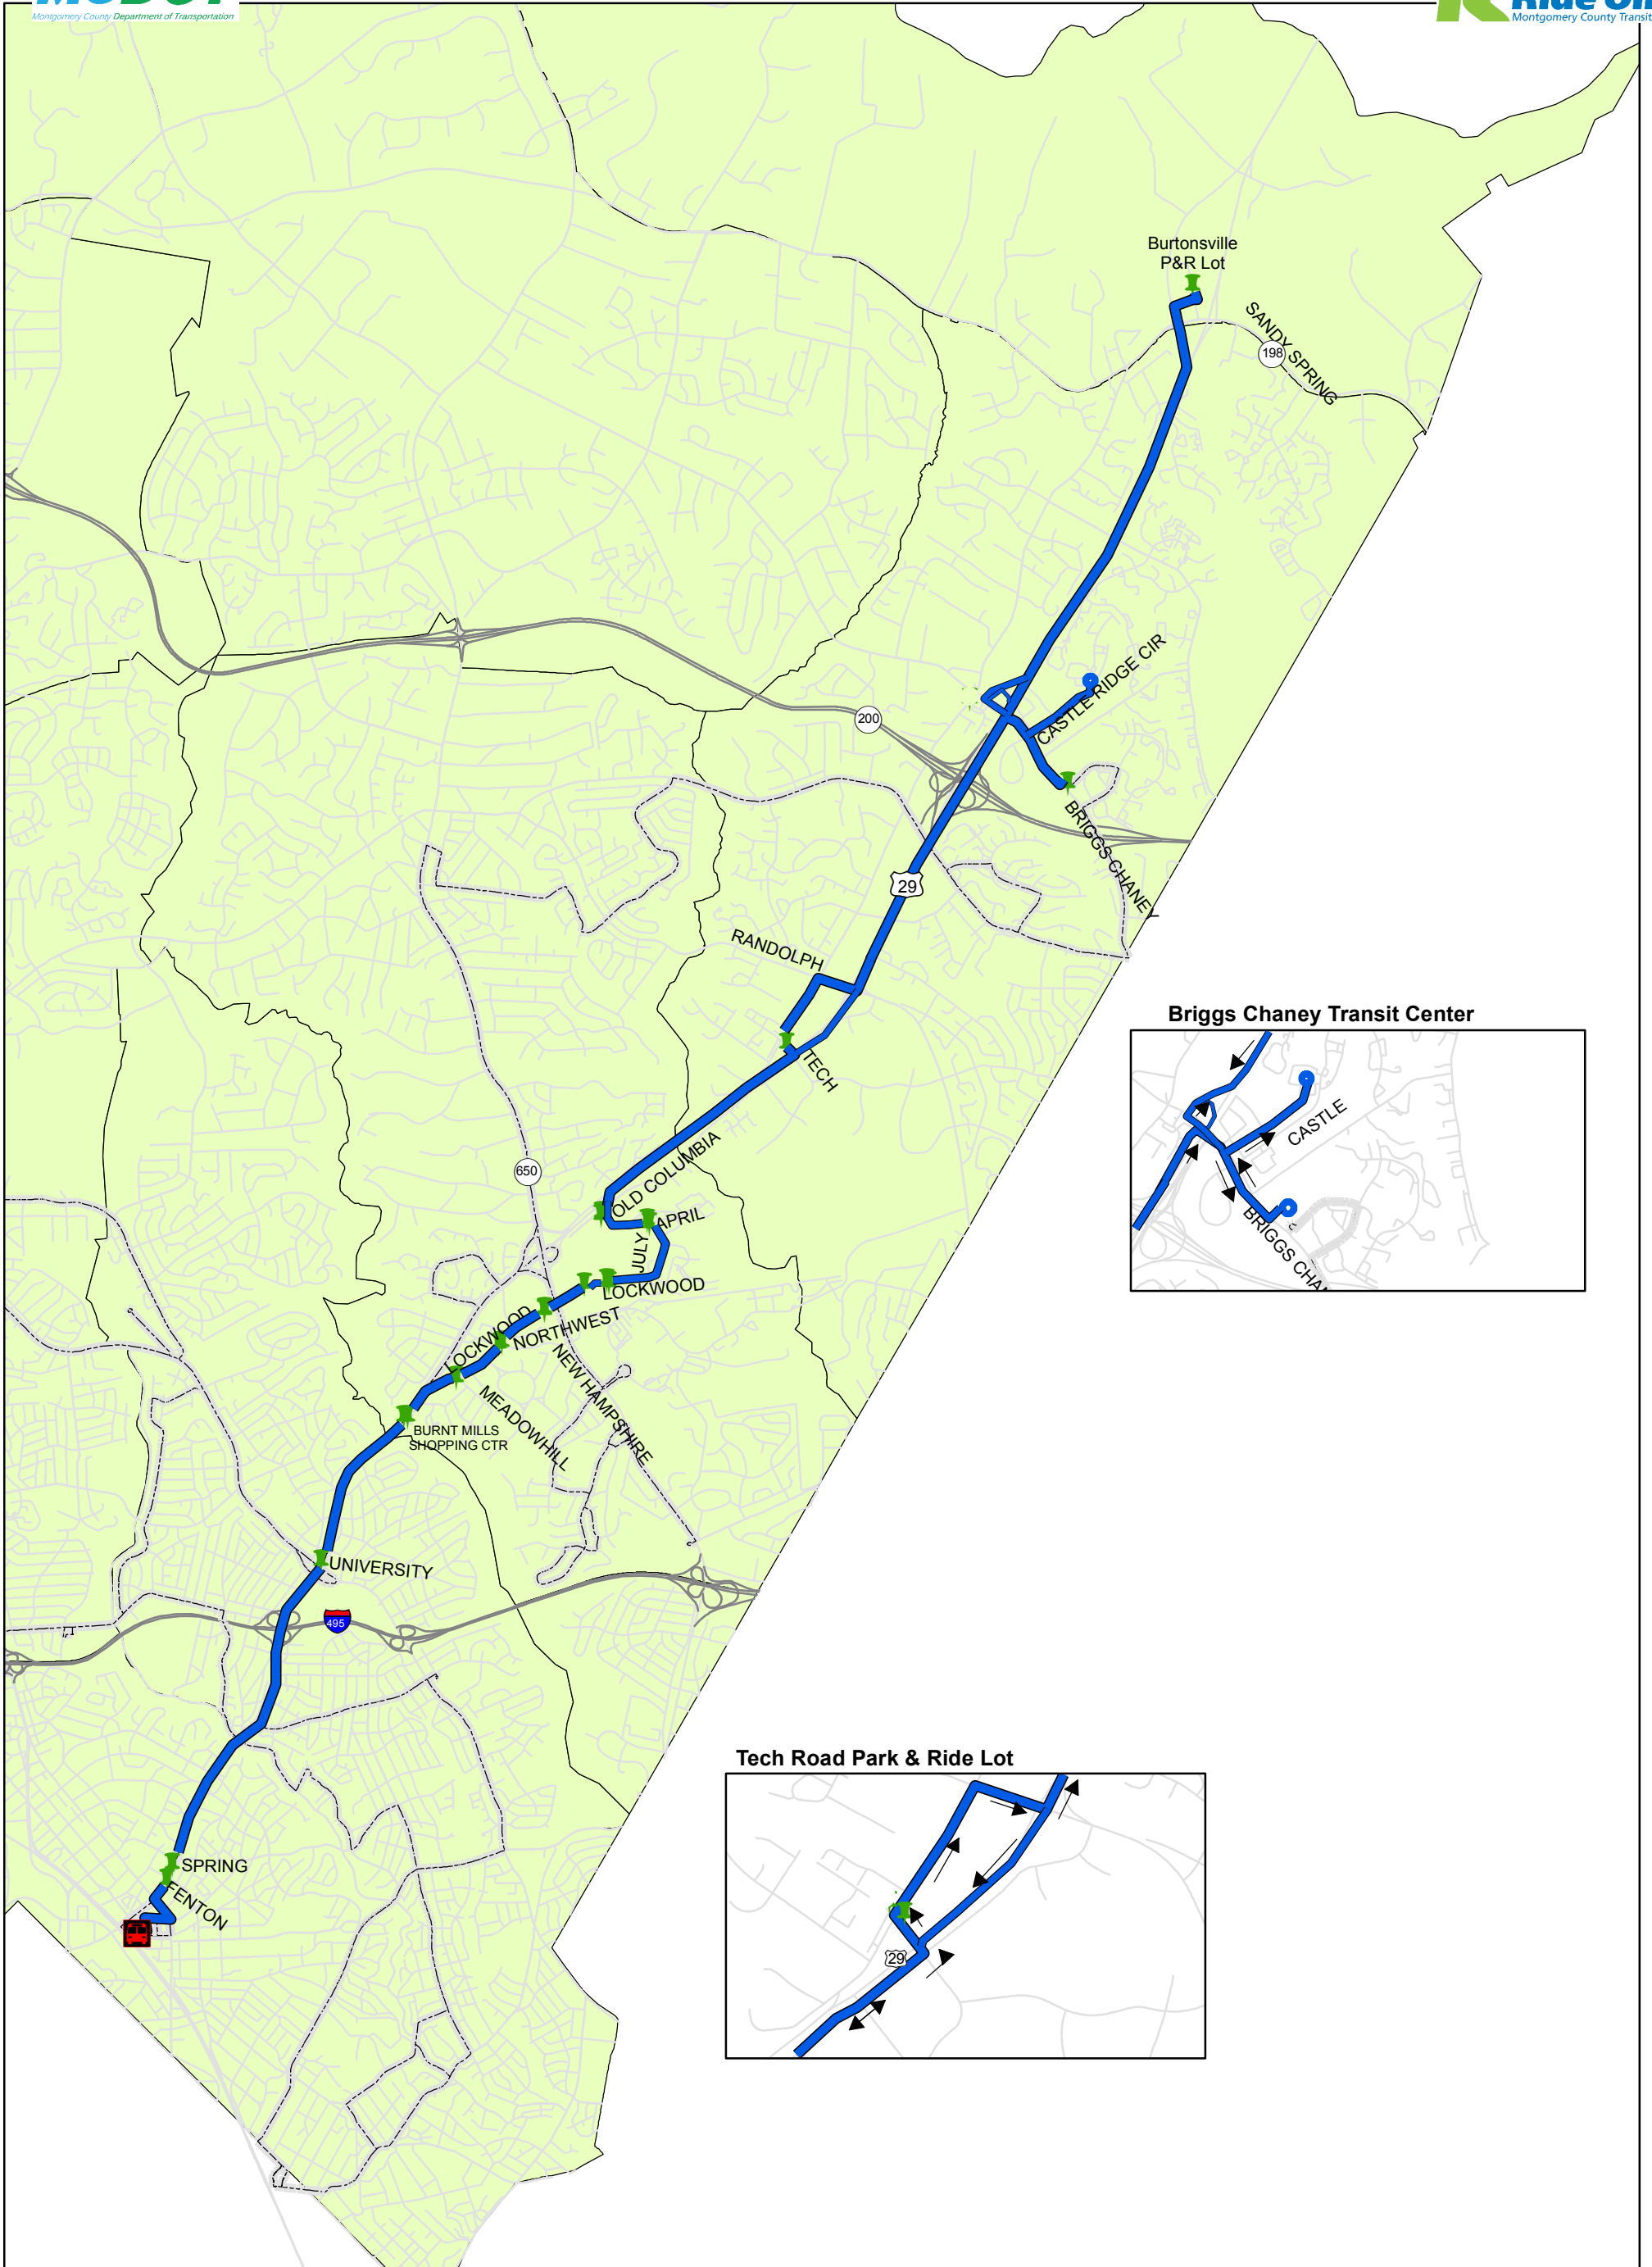 Montgomery County Department of Transportation
Ride On
Montgomery County Transit
Burtonsville
P&R Lot
SANDY SPRING
198
CASTLE RIDGE CIR
200
BRIGGS CHANEY
29
RANDOLPH
TECH
Briggs Chaney Transit Center
CASTLE
BRIGGS CHA
650
OLD COLUMBIA
APRIL
JULY
LOCKWOOD
LOCKWOOD
NORTHWEST
NEW HAMPSHIRE
MEADOWHILL
BURNT MILLS
SHOPPING CTR
UNIVERSITY
495
Tech Road Park & Ride Lot
29
SPRING
FENTON